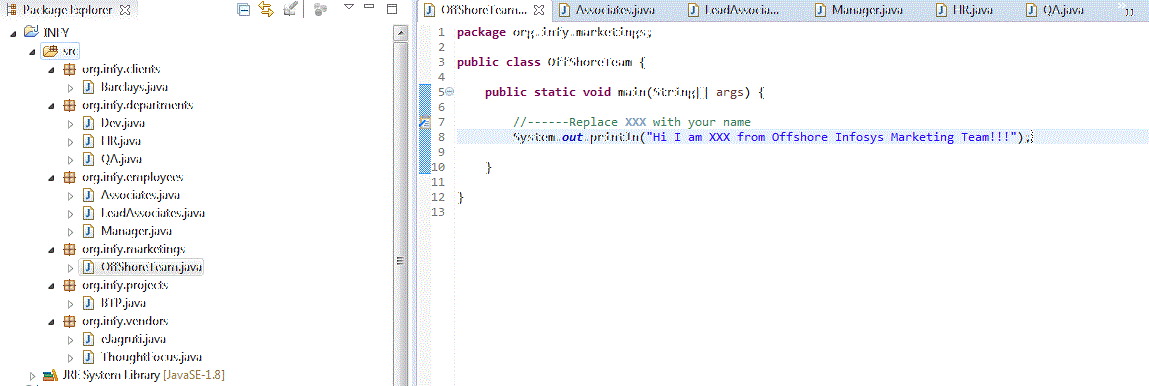 Package Explorer
INFY
src
org.infy.clients
Barclays.java
org.infy.departments
Dev.java
HR.java
QA.java
org.infy.employees
Associates.java
LeadAssociates.java
Manager.java
org.infy.marketings
OffShoreTeam.java
org.infy.projects
BTP.java
org.infy.vendors
eJagruti.java
ThoughtFocus.java
JRE System Library [JavaSE-1.8]
OffShoreTeam... Associates.java LeadAssocia... Manager.java HR.java QA.java
1 package org.infy.marketings;
2
3 public class OffShoreTeam {
4
5 public static void main(String[] args) {
6
7 //------Replace XXX with your name
8 System.out.println("Hi I am XXX from Offshore Infosys Marketing Team!!!");
9
10 }
11
12 }
13